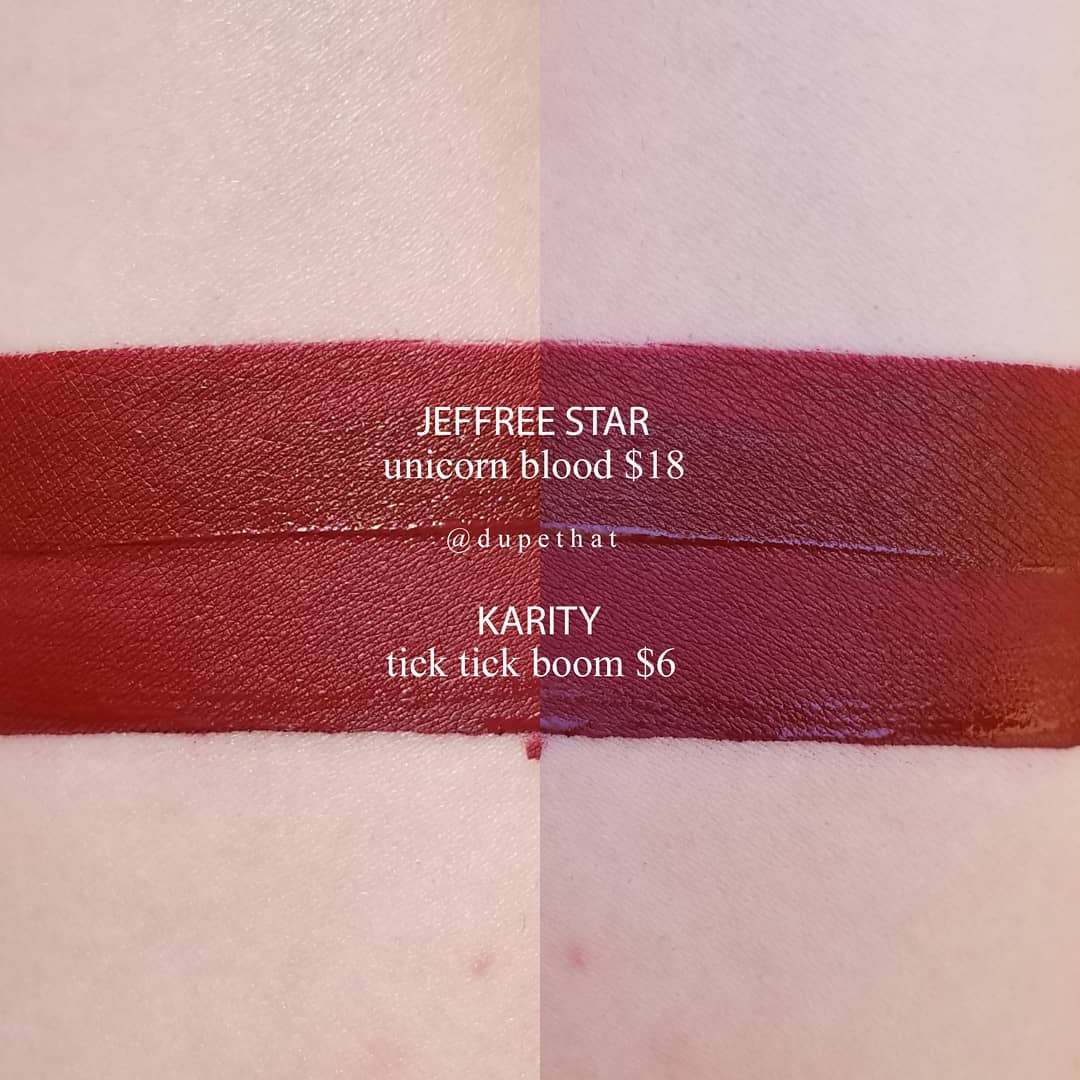 JEFFREE STAR
unicorn blood $18
@dupethat
KARITY
tick tick boom $6